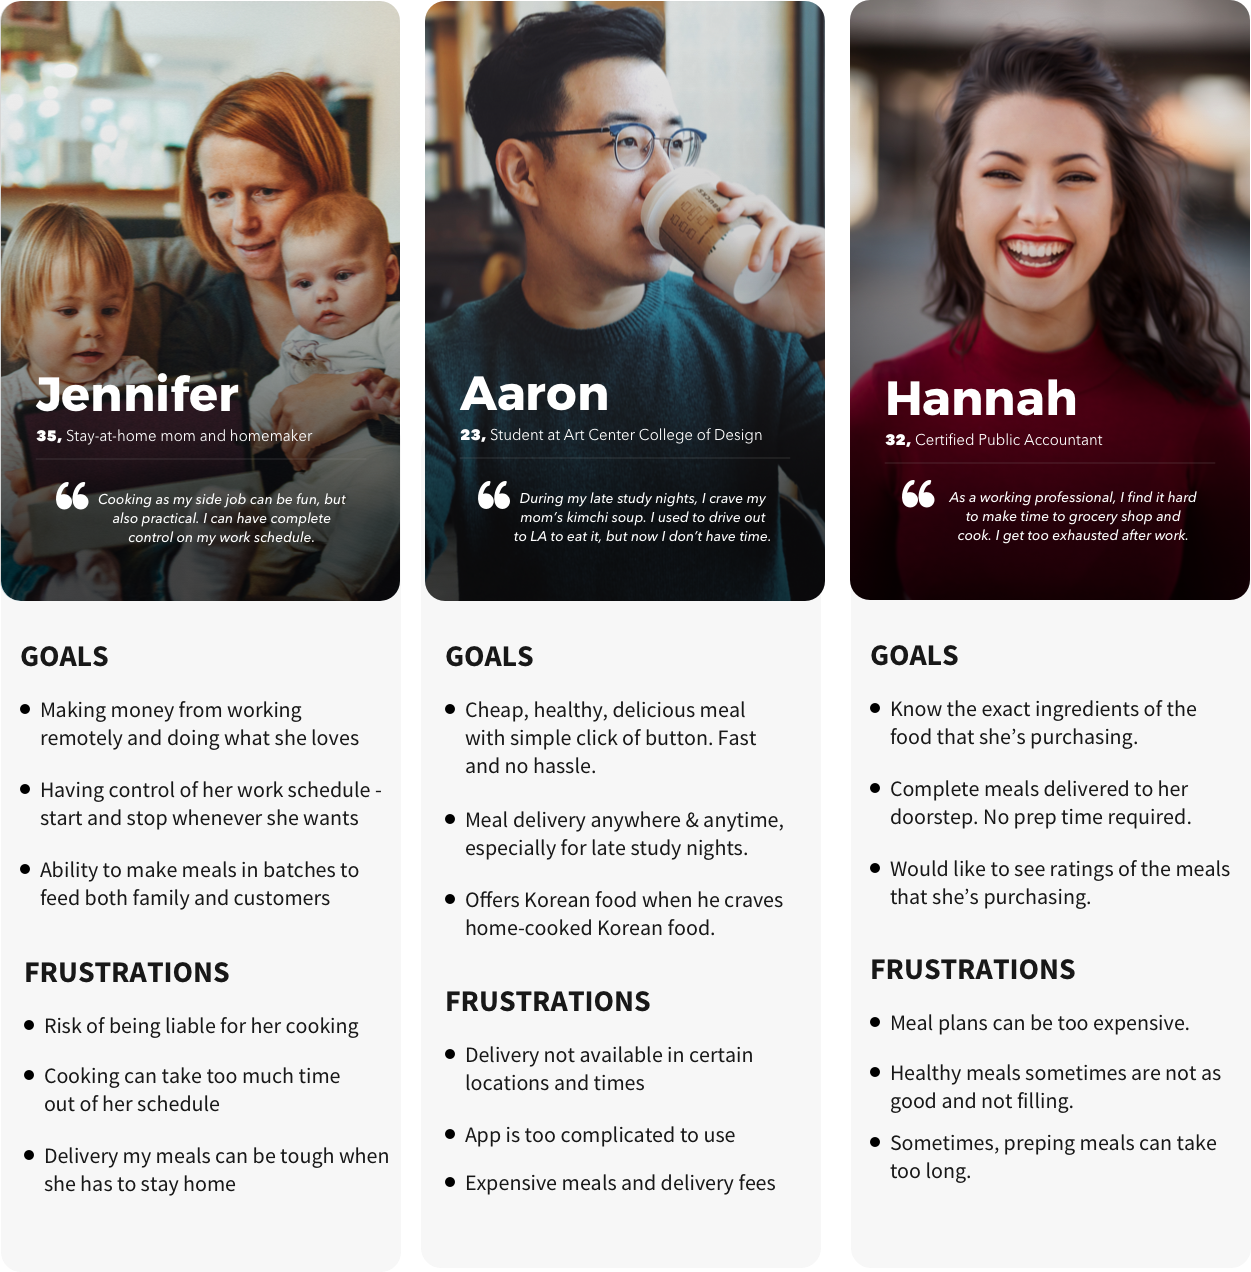 Jennifer
35, Stay-at-home mom and homemaker
Cooking as my side job can be fun, but
also practical. I can have complete
control on my work schedule.
GOALS
Making money from working
remotely and doing what she loves
Having control of her work schedule -
start and stop whenever she wants
Ability to make meals in batches to
feed both family and customers
FRUSTRATIONS
Risk of being liable for her cooking
Cooking can take too much time
out of her schedule
Delivery my meals can be tough when
she has to stay home
Aaron
23, Student at Art Center College of Design
During my late study nights, I crave my
mom's kimchi soup. I used to drive out
to LA to eat it, but now I don't have time.
GOALS
Cheap, healthy, delicious meal
with simple click of button. Fast
and no hassle.
Meal delivery anywhere & anytime,
especially for late study nights.
Offers Korean food when he craves
home-cooked Korean food.
FRUSTRATIONS
Delivery not available in certain
locations and times
App is too complicated to use
Expensive meals and delivery fees
Hannah
32, Certified Public Accountant
As a working professional, I find it hard
to make time to grocery shop and
cook. I get too exhausted after work.
GOALS
Know the exact ingredients of the
food that she's purchasing.
Complete meals delivered to her
doorstep. No prep time required.
Would like to see ratings of the meals
that she's purchasing.
FRUSTRATIONS
Meal plans can be too expensive.
Healthy meals sometimes are not as
good and not filling.
Sometimes, preping meals can take
too long.